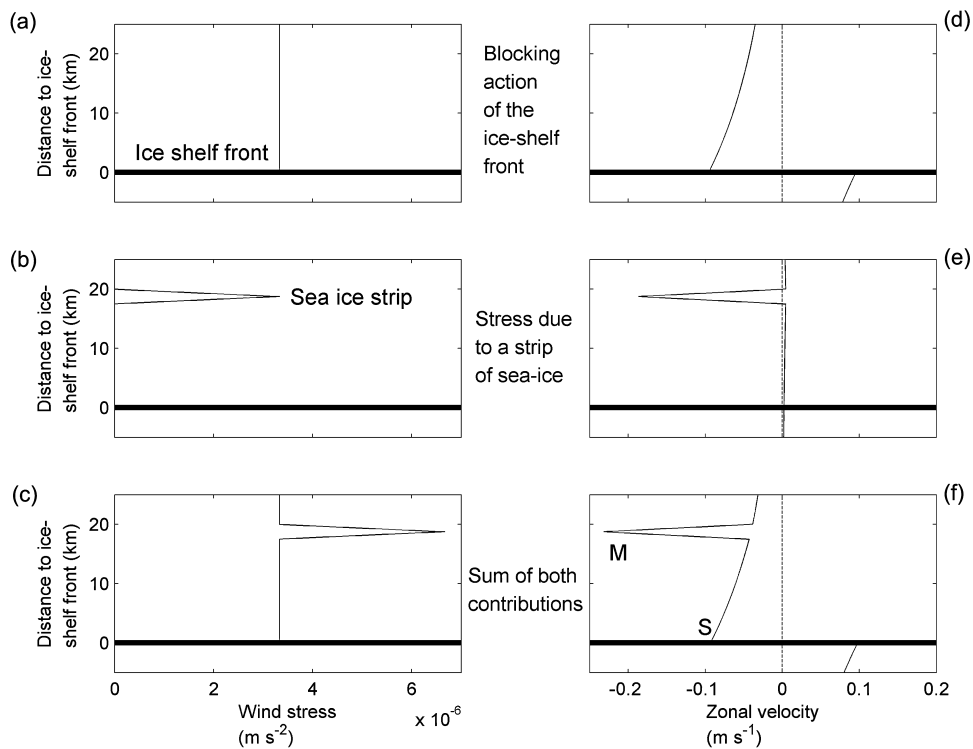 (a)
Distance to ice-
shelf front (km)
20
10
0
Ice shelf front
Blocking
action
of the
ice-shelf
front
(d)
(b)
Distance to ice-
shelf front (km)
20
10
0
Sea ice strip
Stress due
to a strip
of sea-ice
(e)
(c)
Distance to ice-
shelf front (km)
20
10
0
0 2 4 6
Wind stress
(m s-2)
x 10-6
Sum of both
contributions
(f)
M
S
-0.2 -0.1 0 0.1 0.2
Zonal velocity
(m s-1)